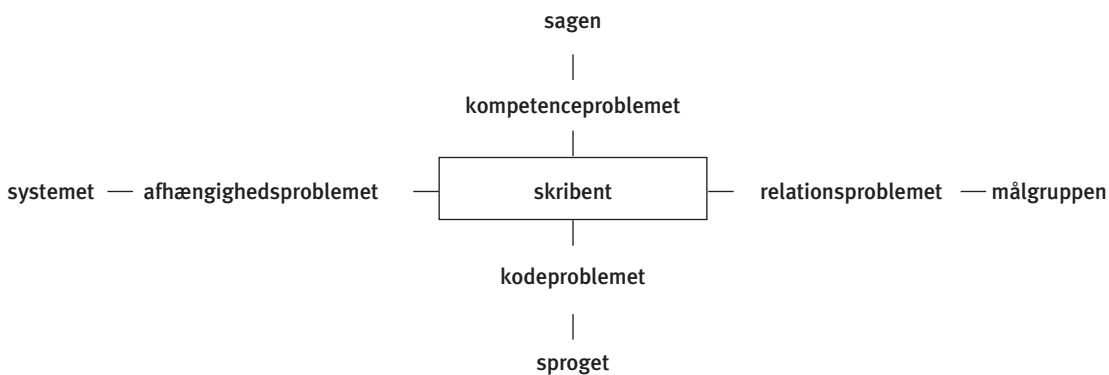 sagen
kompetenceproblemet
systemet — afhængighedsproblemet — skribent — relationsproblemet — målgruppen
kodeproblemet
sproget